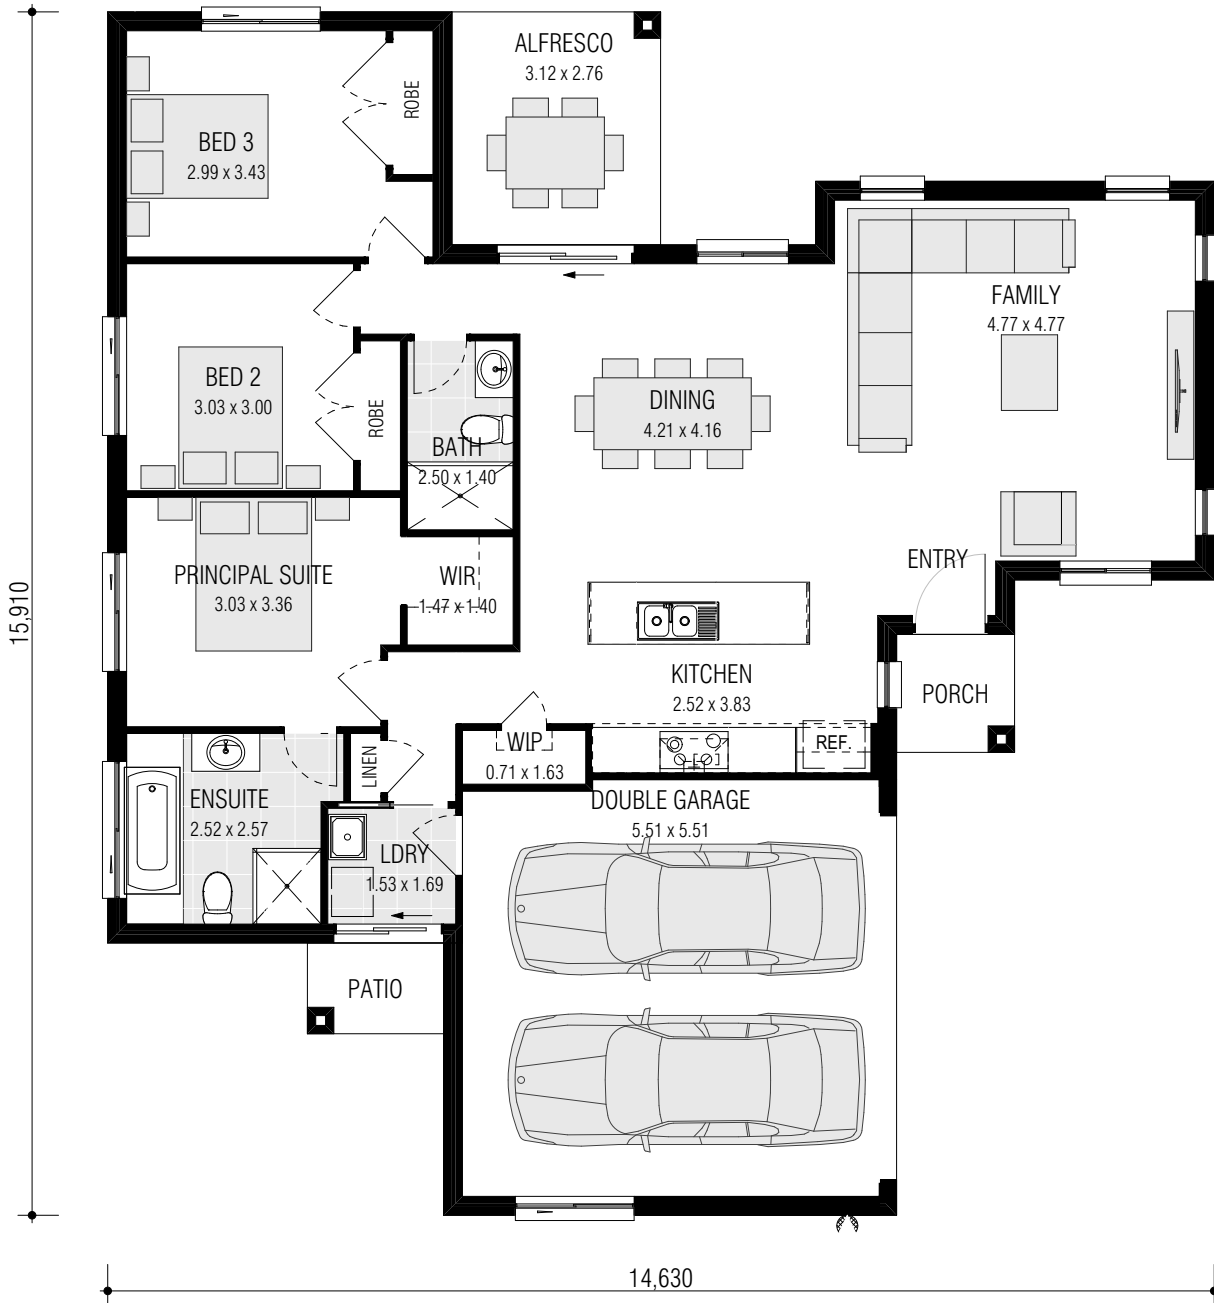 ALFRESCO
3.12 x 2.76
ROBE
BED 3
2.99 x 3.43
FAMILY
4.77 x 4.77
BED 2
3.03 x 3.00
ROBE
DINING
4.21 x 4.16
BATH
2.50 x 1.40
ENTRY
PRINCIPAL SUITE
3.03 x 3.36
WIR
1.47 x 1.40
15,910
KITCHEN
2.52 x 3.83
PORCH
WIP
0.71 x 1.63
REF.
LINEN
ENSUITE
2.52 x 2.57
DOUBLE GARAGE
5.51 x 5.51
LDRY
1.53 x 1.69
PATIO
14,630